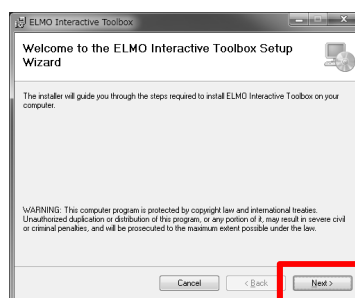 ELMO Interactive Toolbox
Welcome to the ELMO Interactive Toolbox Setup
Wizard
The installer will guide you through the steps required to install ELMO Interactive Toolbox on your
computer.
WARNING: This computer program is protected by copyright law and international treaties.
Unauthorized duplication or distribution of this program, or any portion of it, may result in severe civil
or criminal penalties, and will be prosecuted to the maximum extent possible under the law.
Cancel < Back Next >